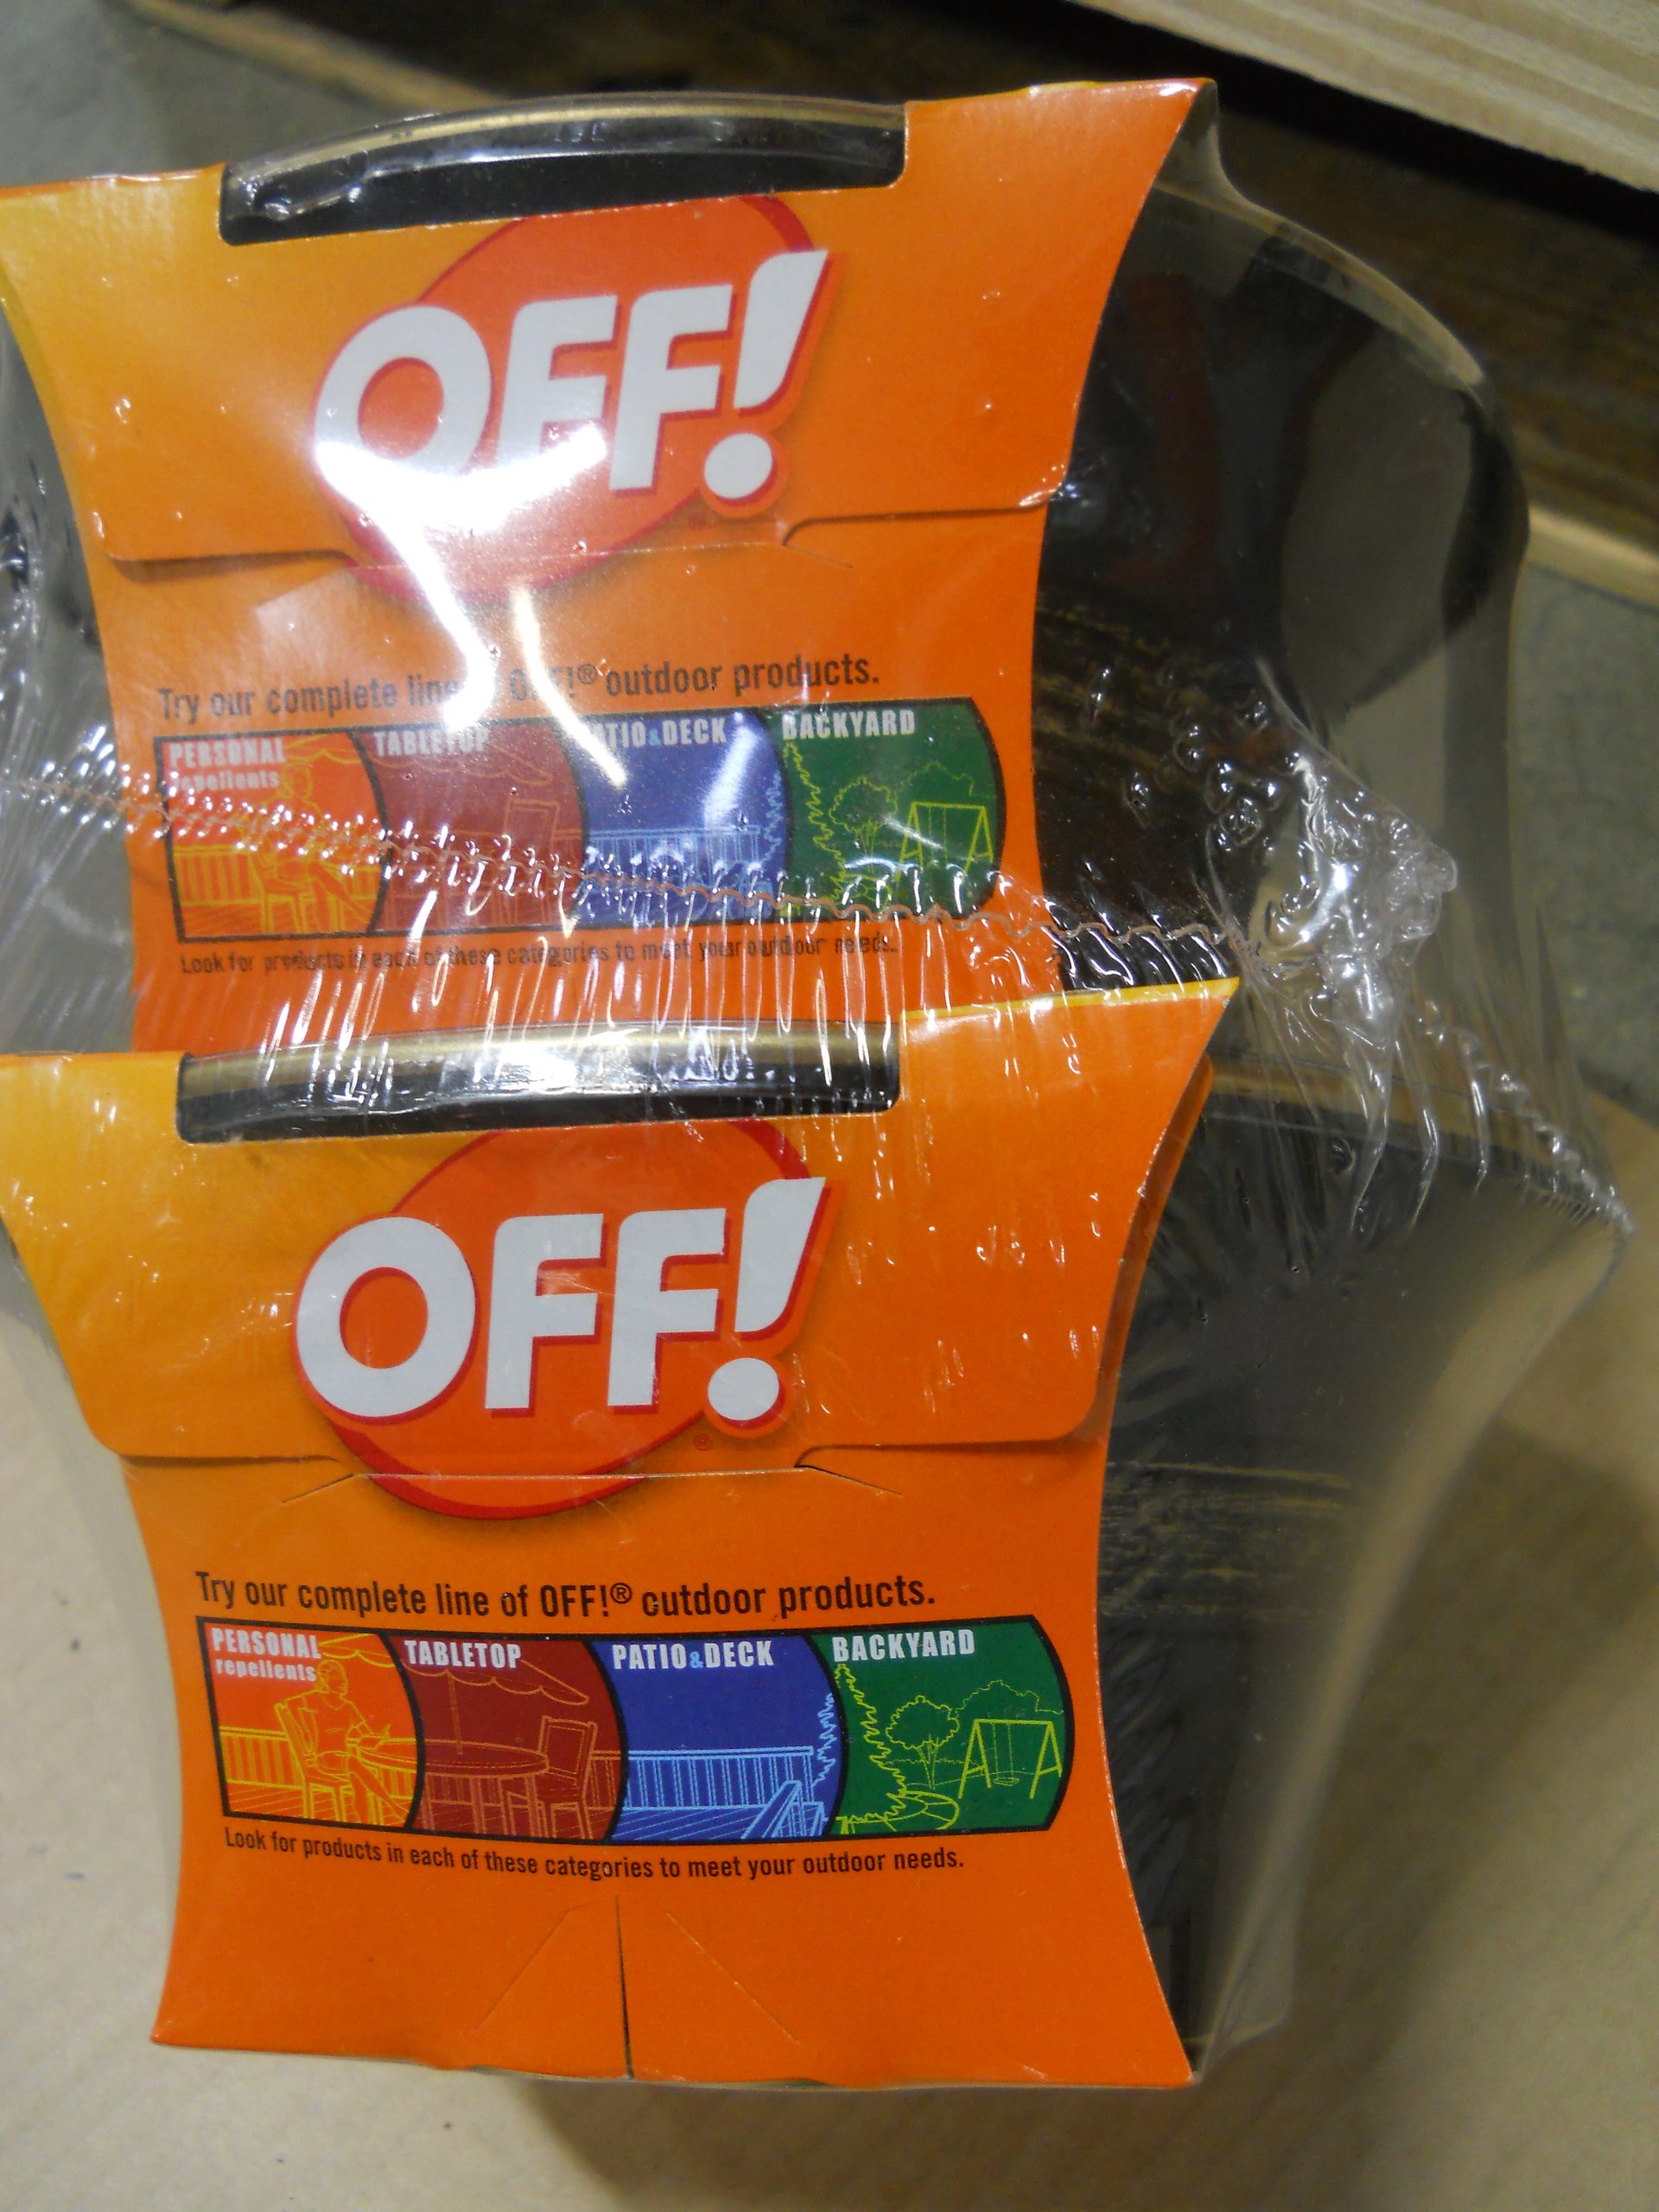 OFF!
®
Try our complete line OFF!® outdoor products.
PERSONAL TABLETOP PATIO & DECK BACKYARD
repellents
Look for products in each of these categories to meet your outdoor needs.
OFF!
®
Try our complete line of OFF!® outdoor products.
PERSONAL TABLETOP PATIO & DECK BACKYARD
repellents
Look for products in each of these categories to meet your outdoor needs.